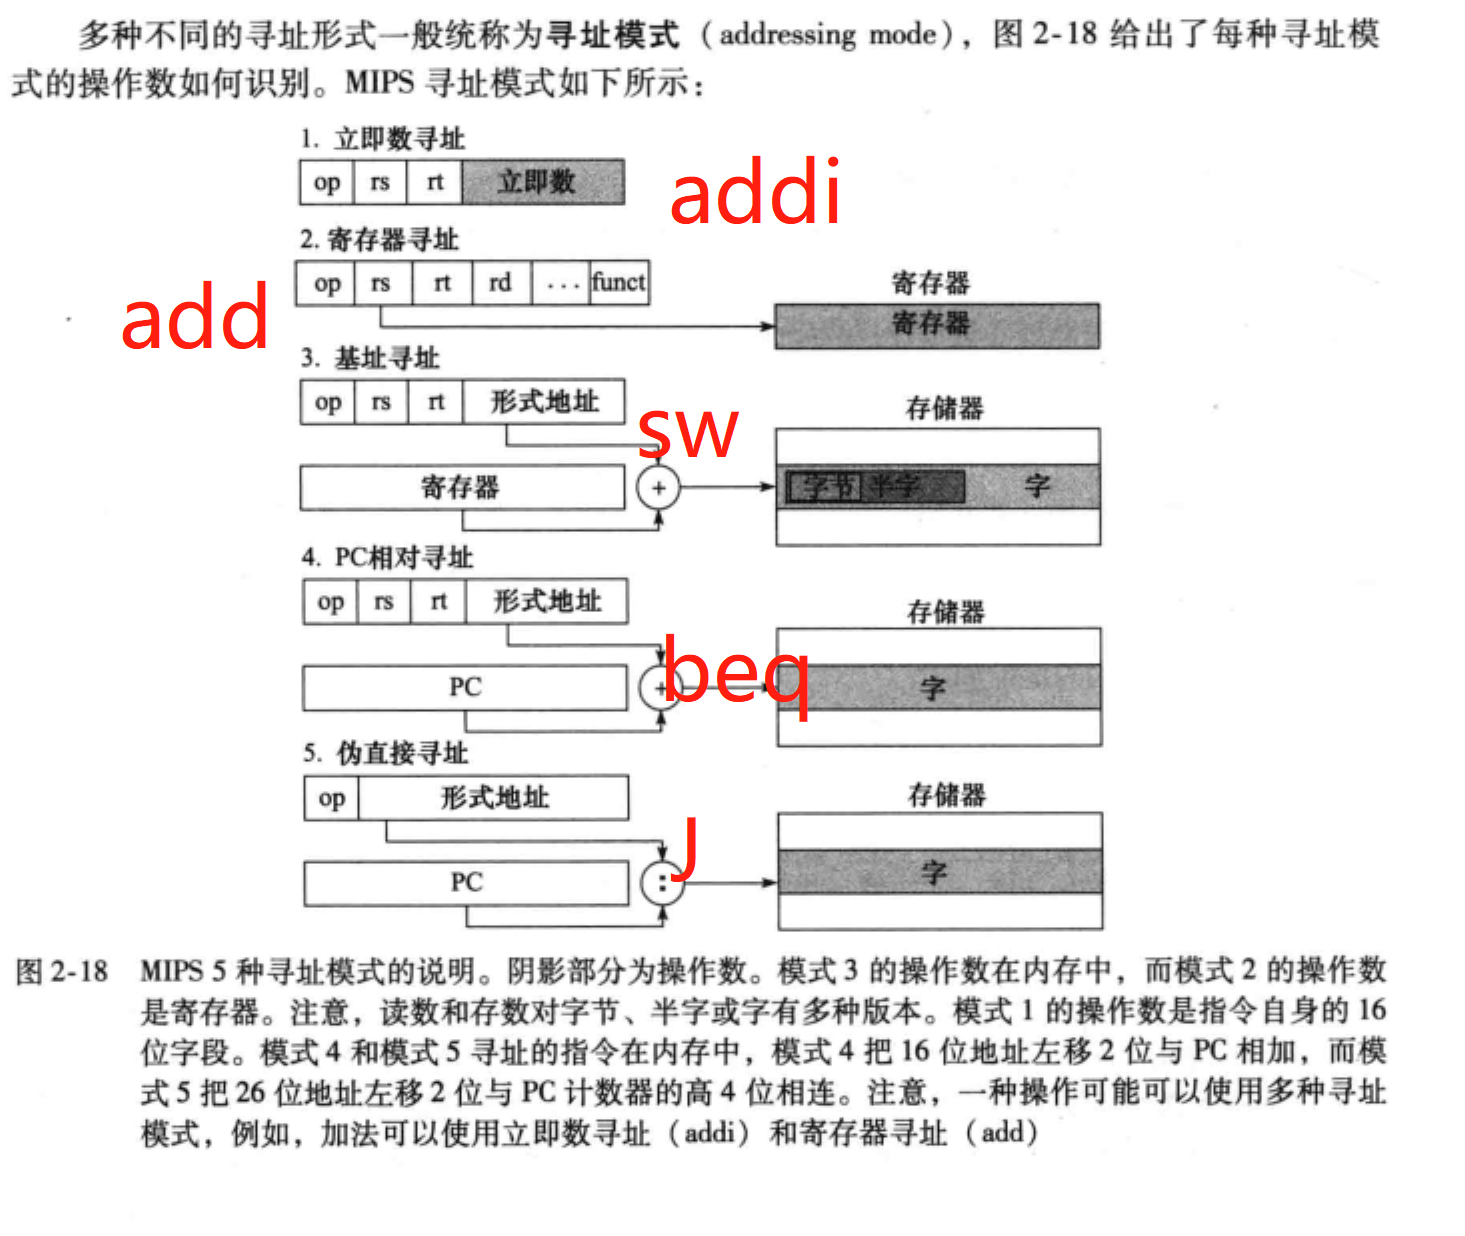 多种不同的寻址形式一般统称为寻址模式（addressing mode），图 2-18 给出了每种寻址模
式的操作数如何识别。MIPS 寻址模式如下所示：
1. 立即数寻址
op rs rt 立即数
addi
2. 寄存器寻址
op rs rt rd ... funct
寄存器
add
寄存器
3. 基址寻址
op rs rt 形式地址
存储器
sw
寄存器 + 字节 半字 字
4. PC相对寻址
op rs rt 形式地址
存储器
beq
PC + 字
5. 伪直接寻址
op 形式地址
存储器
J
PC : 字
图 2-18 MIPS 5 种寻址模式的说明。阴影部分为操作数。模式 3 的操作数在内存中，而模式 2 的操作数
是寄存器。注意，读数和存数对字节、半字或字有多种版本。模式 1 的操作数是指令自身的 16
位字段。模式 4 和模式 5 寻址的指令在内存中，模式 4 把 16 位地址左移 2 位与 PC 相加，而模
式 5 把 26 位地址左移 2 位与 PC 计数器的高 4 位相连。注意，一种操作可能可以使用多种寻址
模式，例如，加法可以使用立即数寻址（addi）和寄存器寻址（add）